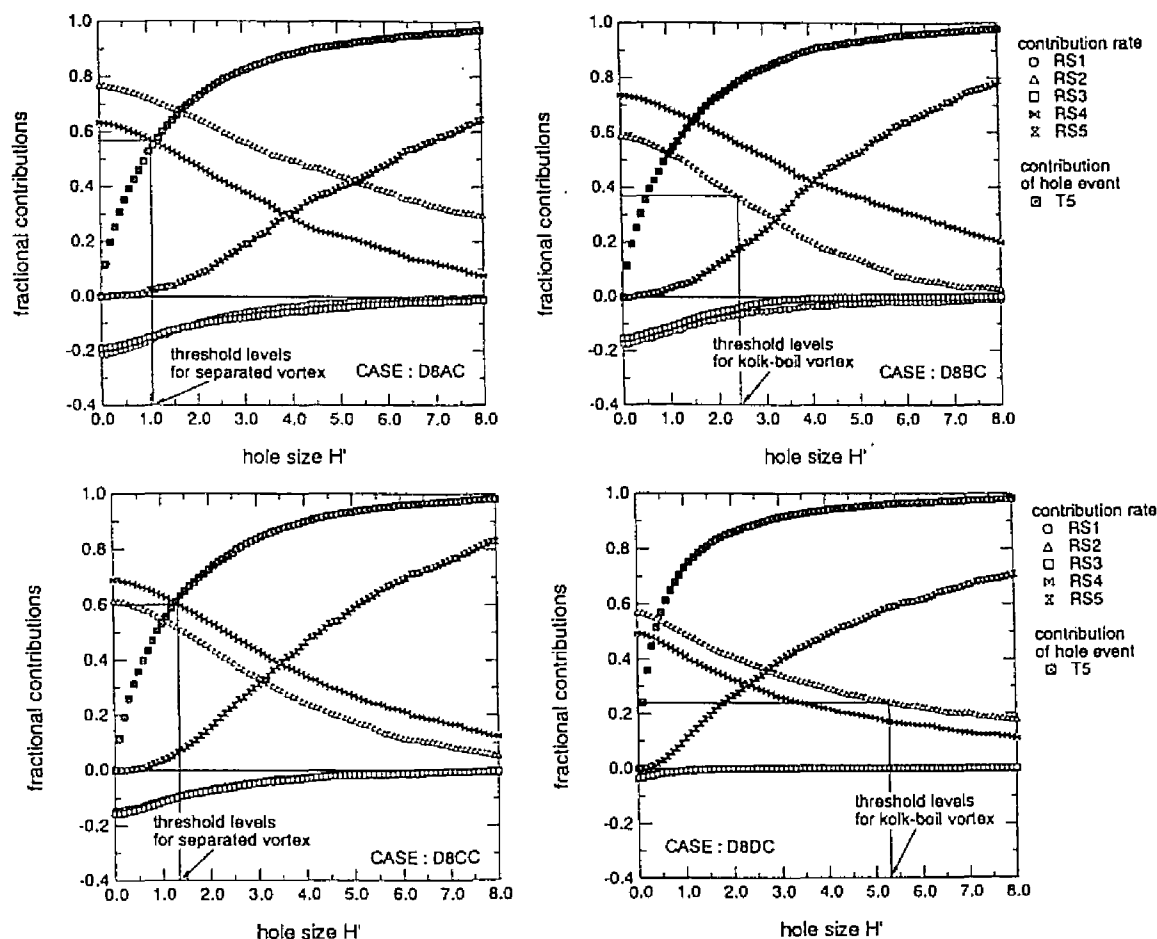 fractional contributions
1.0
0.8
0.6
0.4
0.2
0.0
-0.2
-0.4
threshold levels
for separated vortex
CASE : D8AC
0.0 1.0 2.0 3.0 4.0 5.0 6.0 7.0 8.0
hole size H'
fractional contributions
1.0
0.8
0.6
0.4
0.2
0.0
-0.2
-0.4
threshold levels
for kolk-boil vortex
CASE : D8BC
0.0 1.0 2.0 3.0 4.0 5.0 6.0 7.0 8.0
hole size H'
contribution rate
RS1
RS2
RS3
RS4
RS5
contribution
of hole event
T5
fractional contributions
1.0
0.8
0.6
0.4
0.2
0.0
-0.2
-0.4
threshold levels
for separated vortex
CASE : D8CC
0.0 1.0 2.0 3.0 4.0 5.0 6.0 7.0 8.0
hole size H'
fractional contributions
1.0
0.8
0.6
0.4
0.2
0.0
-0.2
-0.4
threshold levels
for kolk-boil vortex
CASE : D8DC
0.0 1.0 2.0 3.0 4.0 5.0 6.0 7.0 8.0
hole size H'
contribution rate
RS1
RS2
RS3
RS4
RS5
contribution
of hole event
T5